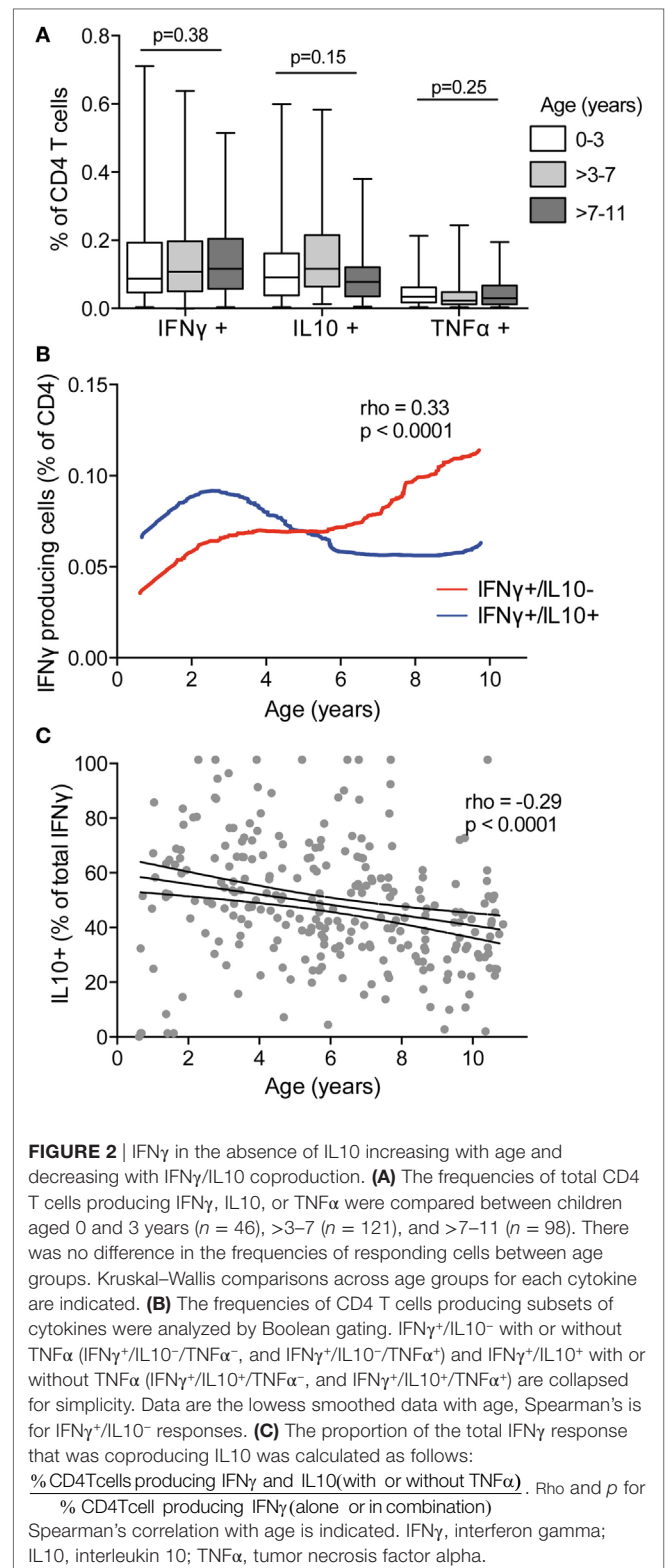 A
0.8
0.6
0.4
0.2
0.0
% of CD4 T cells
p=0.38
p=0.15
p=0.25
Age (years)
0-3
>3-7
>7-11
IFNγ +
IL10 +
TNFα +
B
0.15
0.10
0.05
0.00
IFNγ producing cells (% of CD4)
rho = 0.33
p < 0.0001
IFNγ+/IL10-
IFNγ+/IL10+
0 2 4 6 8 10
Age (years)
C
100
80
60
40
20
0
IL10+ (% of total IFNγ)
rho = -0.29
p < 0.0001
0 2 4 6 8 10
Age (years)
FIGURE 2 | IFNγ in the absence of IL10 increasing with age and
decreasing with IFNγ/IL10 coproduction. (A) The frequencies of total CD4
T cells producing IFNγ, IL10, or TNFα were compared between children
aged 0 and 3 years (n = 46), >3–7 (n = 121), and >7–11 (n = 98). There
was no difference in the frequencies of responding cells between age
groups. Kruskal–Wallis comparisons across age groups for each cytokine
are indicated. (B) The frequencies of CD4 T cells producing subsets of
cytokines were analyzed by Boolean gating. IFNγ⁺/IL10⁻ with or without
TNFα (IFNγ⁺/IL10⁻/TNFα⁻, and IFNγ⁺/IL10⁻/TNFα⁺) and IFNγ⁺/IL10⁺ with or
without TNFα (IFNγ⁺/IL10⁺/TNFα⁻, and IFNγ⁺/IL10⁺/TNFα⁺) are collapsed
for simplicity. Data are the lowess smoothed data with age, Spearman’s is
for IFNγ⁺/IL10⁻ responses. (C) The proportion of the total IFNγ response
that was coproducing IL10 was calculated as follows:
% CD4Tcells producing IFNγ and IL10(with or without TNFα)
% CD4Tcell producing IFNγ(alone or in combination)
. Rho and p for
Spearman’s correlation with age is indicated. IFNγ, interferon gamma;
IL10, interleukin 10; TNFα, tumor necrosis factor alpha.